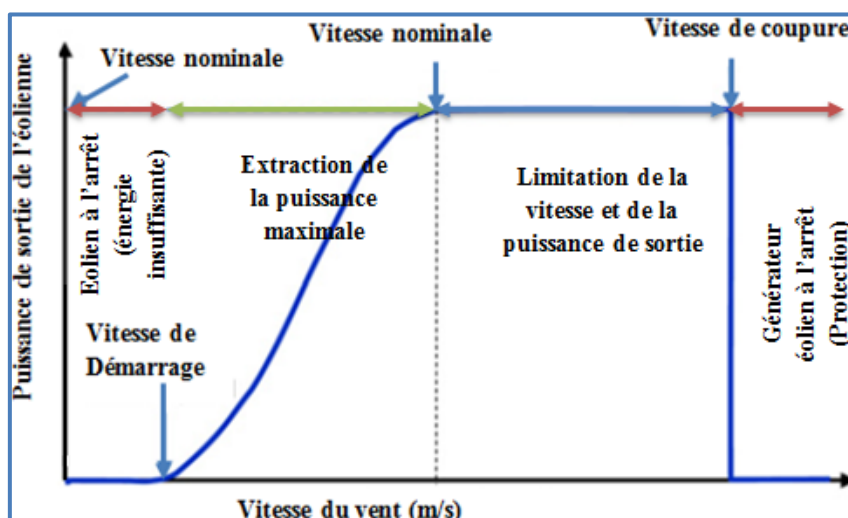 Puissance de sortie de l'éolienne
Vitesse nominale
Vitesse nominale
Vitesse de coupure
Eolien à l'arrêt
(énergie
insuffisante)
Extraction de
la puissance
maximale
Limitation de la
vitesse et de la
puissance de sortie
Générateur
éolien à l'arrêt
(Protection)
Vitesse de
Démarrage
Vitesse du vent (m/s)